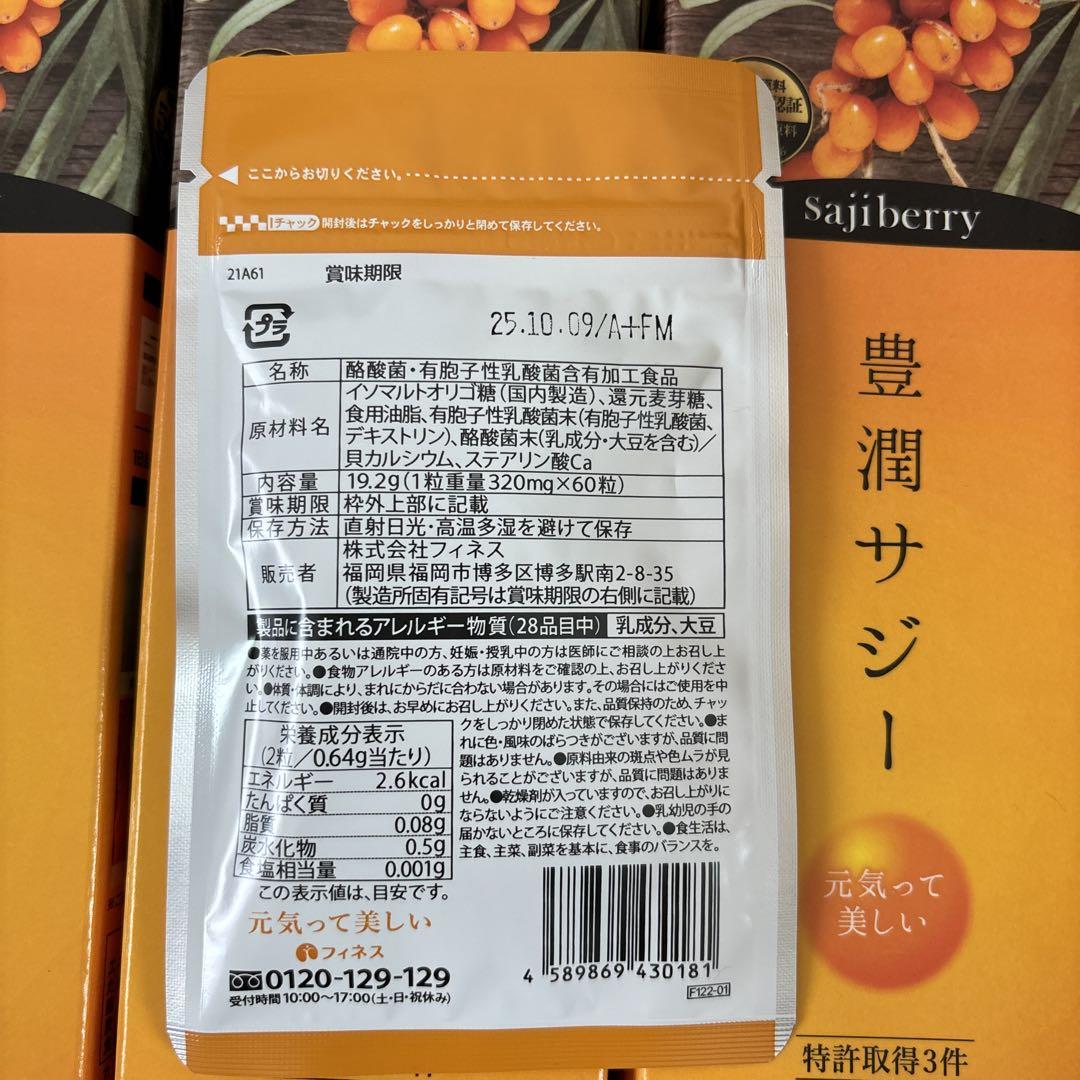 ここからお切りください。
Iチャック 開封後はチャックをしっかりと閉めて保存してください。
21A61 賞味期限
プラ
25.10.09/A+FM
名称 酪酸菌・有胞子性乳酸菌含有加工食品
原材料名 イソマルトオリゴ糖(国内製造)、還元麦芽糖、
食用油脂、有胞子性乳酸菌末(有胞子性乳酸菌、
デキストリン)、酪酸菌末(乳成分・大豆を含む)/
貝カルシウム、ステアリン酸Ca
内容量 19.2g(1粒重量320mg×60粒)
賞味期限 枠外上部に記載
保存方法 直射日光・高温多湿を避けて保存
販売者 株式会社フィネス
福岡県福岡市博多区博多駅南2-8-35
(製造所固有記号は賞味期限の右側に記載)
製品に含まれるアレルギー物質(28品目中) 乳成分、大豆
●薬を服用中あるいは通院中の方、妊娠・授乳中の方は医師にご相談の上お召し上
がりください。●食物アレルギーのある方は原材料をご確認の上、お召し上がりくださ
い。●体質・体調により、まれにからだに合わない場合があります。その場合にはご使用を中
止してください。●開封後は、お早めにお召し上がりください。また、品質保持のため、チャッ
クをしっかり閉めた状態で保存してください。●ま
れに色・風味のばらつきがございますが、品質に問
題はありません。●原料由来の斑点や色ムラが見
られることがございますが、品質に問題はありま
せん。●乾燥剤が入っていますので、お召し上がりに
ならないようにご注意ください。●乳幼児の手の
届かないところに保存してください。●食生活は、
主食、主菜、副菜を基本に、食事のバランスを。
栄養成分表示
(2粒/0.64g当たり)
エネルギー 2.6kcal
たんぱく質 0g
脂質 0.08g
炭水化物 0.5g
食塩相当量 0.001g
この表示値は、目安です。
元気って美しい
フィネス
0120-129-129
受付時間 10:00〜17:00(土・日・祝休み)
4 589869 430181
F122-01
sajiberry
豊潤サジー
元気って
美しい
特許取得3件